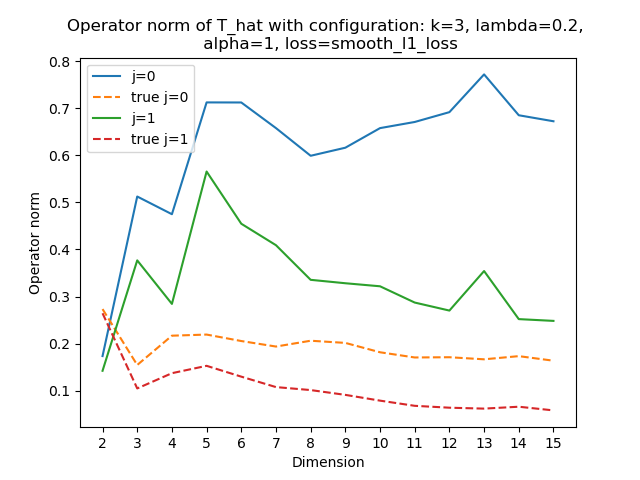 Operator norm of T_hat with configuration: k=3, lambda=0.2,
alpha=1, loss=smooth_l1_loss
j=0
true j=0
j=1
true j=1
Operator norm
0.8
0.7
0.6
0.5
0.4
0.3
0.2
0.1
2 3 4 5 6 7 8 9 10 11 12 13 14 15
Dimension